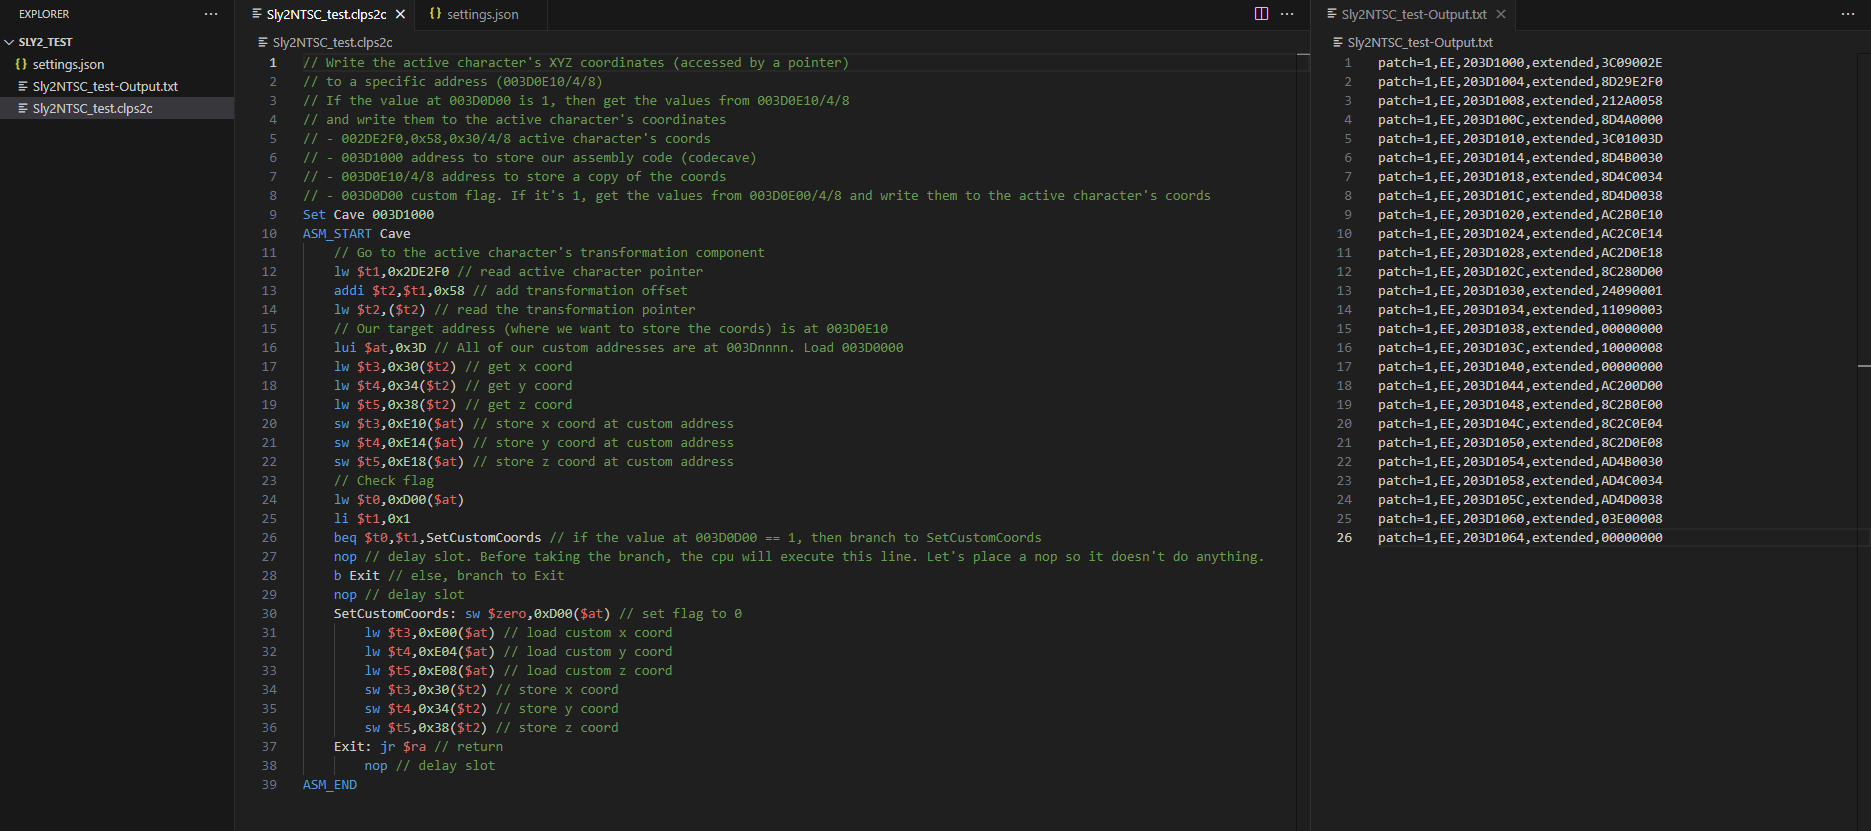 EXPLORER
SLY2_TEST
{} settings.json
Sly2NTSC_test-Output.txt
Sly2NTSC_test.clps2c
Sly2NTSC_test.clps2c
{} settings.json
Sly2NTSC_test.clps2c
1 // Write the active character's XYZ coordinates (accessed by a pointer)
2 // to a specific address (003D0E10/4/8)
3 // If the value at 003D0D00 is 1, then get the values from 003D0E10/4/8
4 // and write them to the active character's coordinates
5 // - 002DE2F0,0x58,0x30/4/8 active character's coords
6 // - 003D1000 address to store our assembly code (codecave)
7 // - 003D0E10/4/8 address to store a copy of the coords
8 // - 003D0D00 custom flag. If it's 1, get the values from 003D0E00/4/8 and write them to the active character's coords
9 Set Cave 003D1000
10 ASM_START Cave
11 // Go to the active character's transformation component
12 lw $t1,0x2DE2F0 // read active character pointer
13 addi $t2,$t1,0x58 // add transformation offset
14 lw $t2,($t2) // read the transformation pointer
15 // Our target address (where we want to store the coords) is at 003D0E10
16 lui $at,0x3D // All of our custom addresses are at 003Dnnnn. Load 003D0000
17 lw $t3,0x30($t2) // get x coord
18 lw $t4,0x34($t2) // get y coord
19 lw $t5,0x38($t2) // get z coord
20 sw $t3,0xE10($at) // store x coord at custom address
21 sw $t4,0xE14($at) // store y coord at custom address
22 sw $t5,0xE18($at) // store z coord at custom address
23 // Check flag
24 lw $t0,0xD00($at)
25 li $t1,0x1
26 beq $t0,$t1,SetCustomCoords // if the value at 003D0D00 == 1, then branch to SetCustomCoords
27 nop // delay slot. Before taking the branch, the cpu will execute this line. Let's place a nop so it doesn't do anything.
28 b Exit // else, branch to Exit
29 nop // delay slot
30 SetCustomCoords: sw $zero,0xD00($at) // set flag to 0
31 lw $t3,0xE00($at) // load custom x coord
32 lw $t4,0xE04($at) // load custom y coord
33 lw $t5,0xE08($at) // load custom z coord
34 sw $t3,0x30($t2) // store x coord
35 sw $t4,0x34($t2) // store y coord
36 sw $t5,0x38($t2) // store z coord
37 Exit: jr $ra // return
38 nop // delay slot
39 ASM_END
Sly2NTSC_test-Output.txt
Sly2NTSC_test-Output.txt
1 patch=1,EE,203D1000,extended,3C09002E
2 patch=1,EE,203D1004,extended,8D29E2F0
3 patch=1,EE,203D1008,extended,212A0058
4 patch=1,EE,203D100C,extended,8D4A0000
5 patch=1,EE,203D1010,extended,3C01003D
6 patch=1,EE,203D1014,extended,8D4B0030
7 patch=1,EE,203D1018,extended,8D4C0034
8 patch=1,EE,203D101C,extended,8D4D0038
9 patch=1,EE,203D1020,extended,AC2B0E10
10 patch=1,EE,203D1024,extended,AC2C0E14
11 patch=1,EE,203D1028,extended,AC2D0E18
12 patch=1,EE,203D102C,extended,8C280D00
13 patch=1,EE,203D1030,extended,24090001
14 patch=1,EE,203D1034,extended,11090003
15 patch=1,EE,203D1038,extended,00000000
16 patch=1,EE,203D103C,extended,10000008
17 patch=1,EE,203D1040,extended,00000000
18 patch=1,EE,203D1044,extended,AC200D00
19 patch=1,EE,203D1048,extended,8C2B0E00
20 patch=1,EE,203D104C,extended,8C2C0E04
21 patch=1,EE,203D1050,extended,8C2D0E08
22 patch=1,EE,203D1054,extended,AD4B0030
23 patch=1,EE,203D1058,extended,AD4C0034
24 patch=1,EE,203D105C,extended,AD4D0038
25 patch=1,EE,203D1060,extended,03E00008
26 patch=1,EE,203D1064,extended,00000000